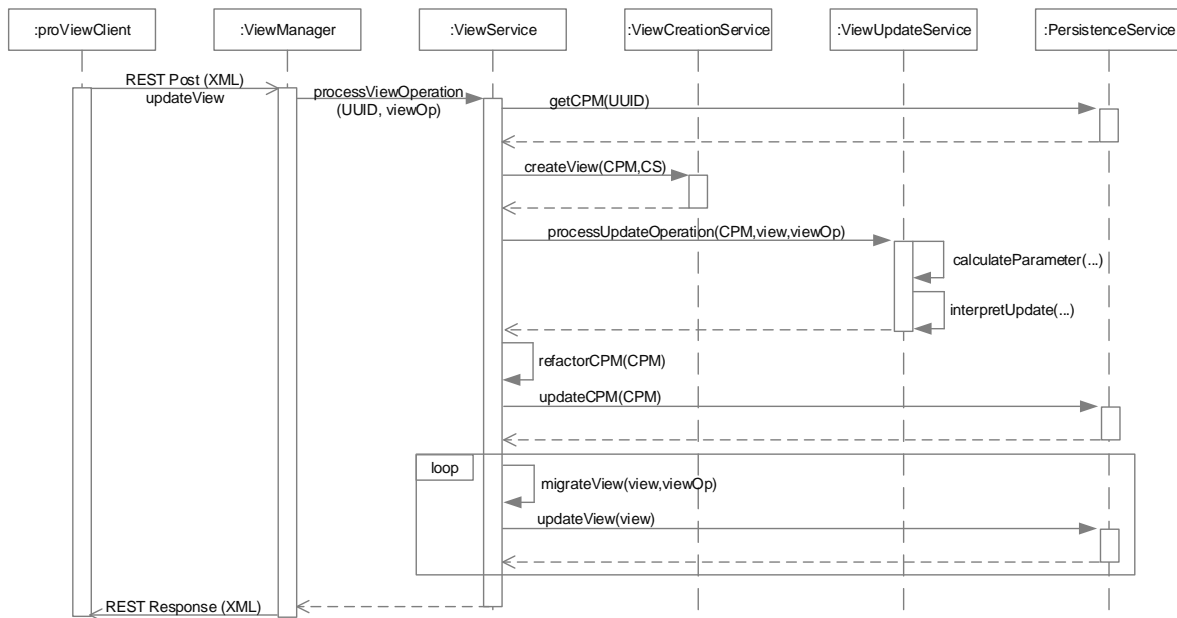 :proViewClient
:ViewManager
:ViewService
:ViewCreationService
:ViewUpdateService
:PersistenceService
REST Post (XML)
updateView
processViewOperation
(UUID, viewOp)
getCPM(UUID)
createView(CPM,CS)
processUpdateOperation(CPM,view,viewOp)
calculateParameter(...)
interpretUpdate(...)
refactorCPM(CPM)
updateCPM(CPM)
loop
migrateView(view,viewOp)
updateView(view)
REST Response (XML)